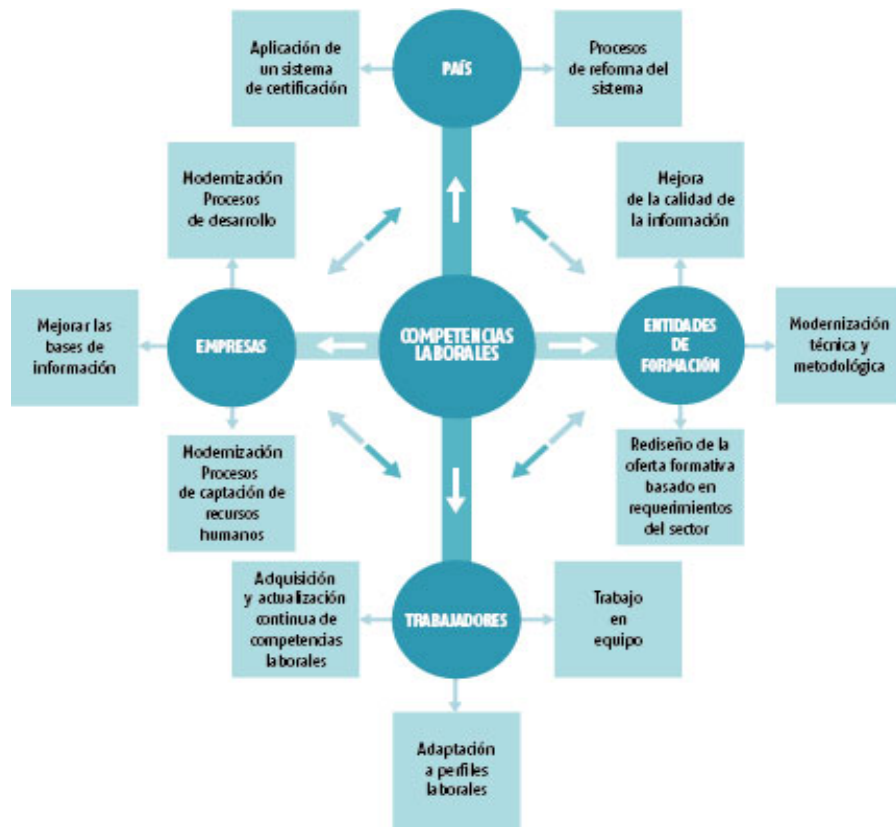 Aplicación de
un sistema
de certificación
PAÍS
Procesos
de reforma del
sistema
Modernización
Procesos
de desarrollo
Mejora
de la calidad de
la información
Mejorar las
bases de
información
EMPRESAS
COMPETENCIAS
LABORALES
ENTIDADES
DE
FORMACIÓN
Modernización
técnica y
metodológica
Modernización
Procesos
de captación de
recursos
humanos
Rediseño de la
oferta formativa
basado en
requerimientos
del sector
Adquisición
y actualización
continua de
competencias
laborales
TRABAJADORES
Trabajo
en
equipo
Adaptación
a perfiles
laborales